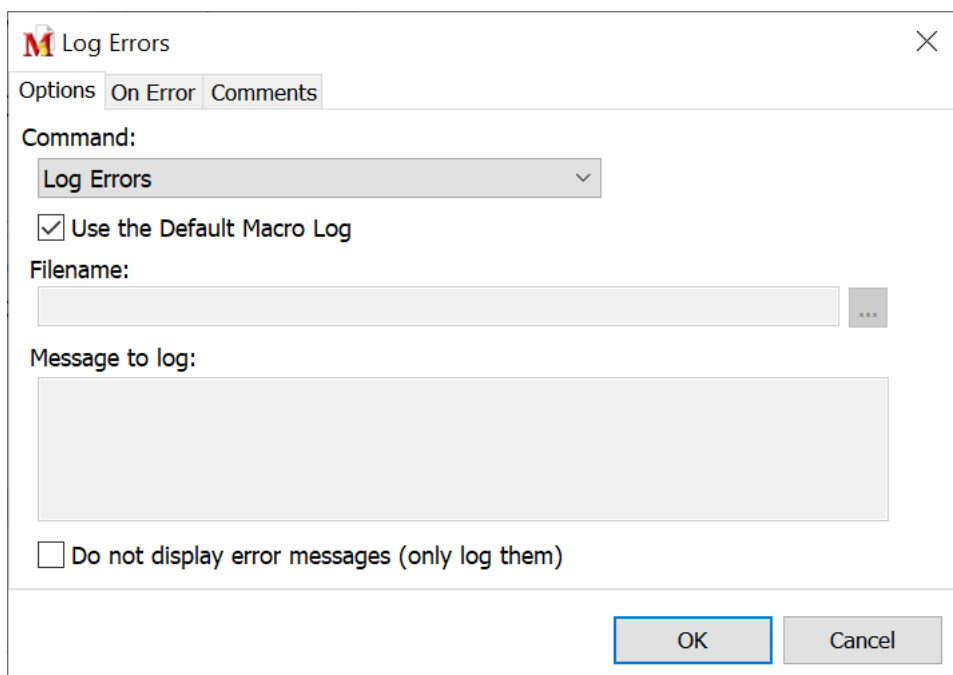 Log Errors
Options On Error Comments
Command:
Log Errors
Use the Default Macro Log
Filename:
...
Message to log:
Do not display error messages (only log them)
OK Cancel